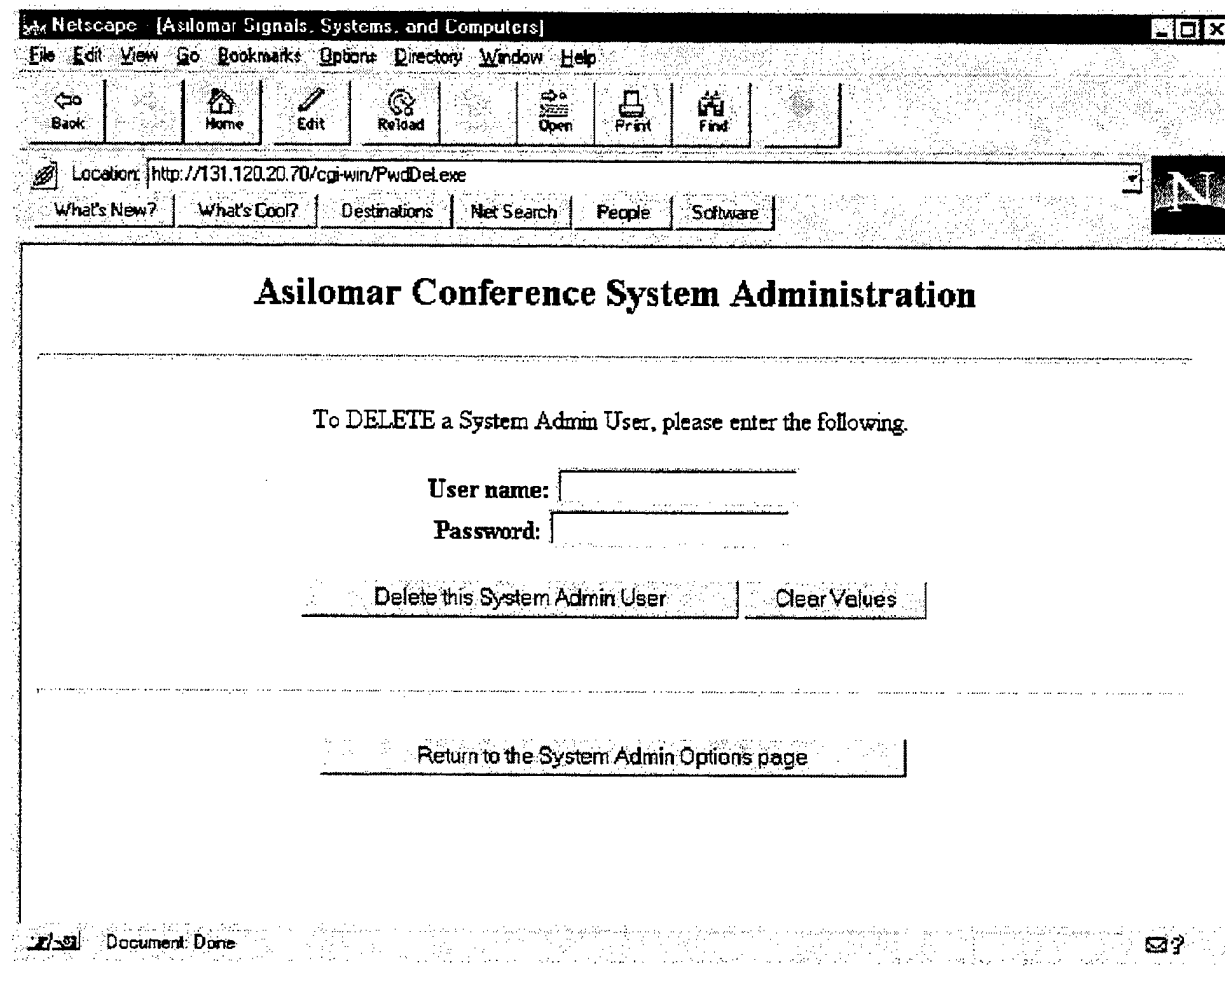 Netscape - [Asilomar Signals, Systems, and Computers]
File Edit View Go Bookmarks Options Directory Window Help
Back Home Edit Reload Open Print Find
Location: http://131.120.20.70/cgi-win/PwdDel.exe
What's New? What's Cool? Destinations Net Search People Software
N
Asilomar Conference System Administration
To DELETE a System Admin User, please enter the following.
User name:
Password:
Delete this System Admin User Clear Values
Return to the System Admin Options page
Document: Done
?